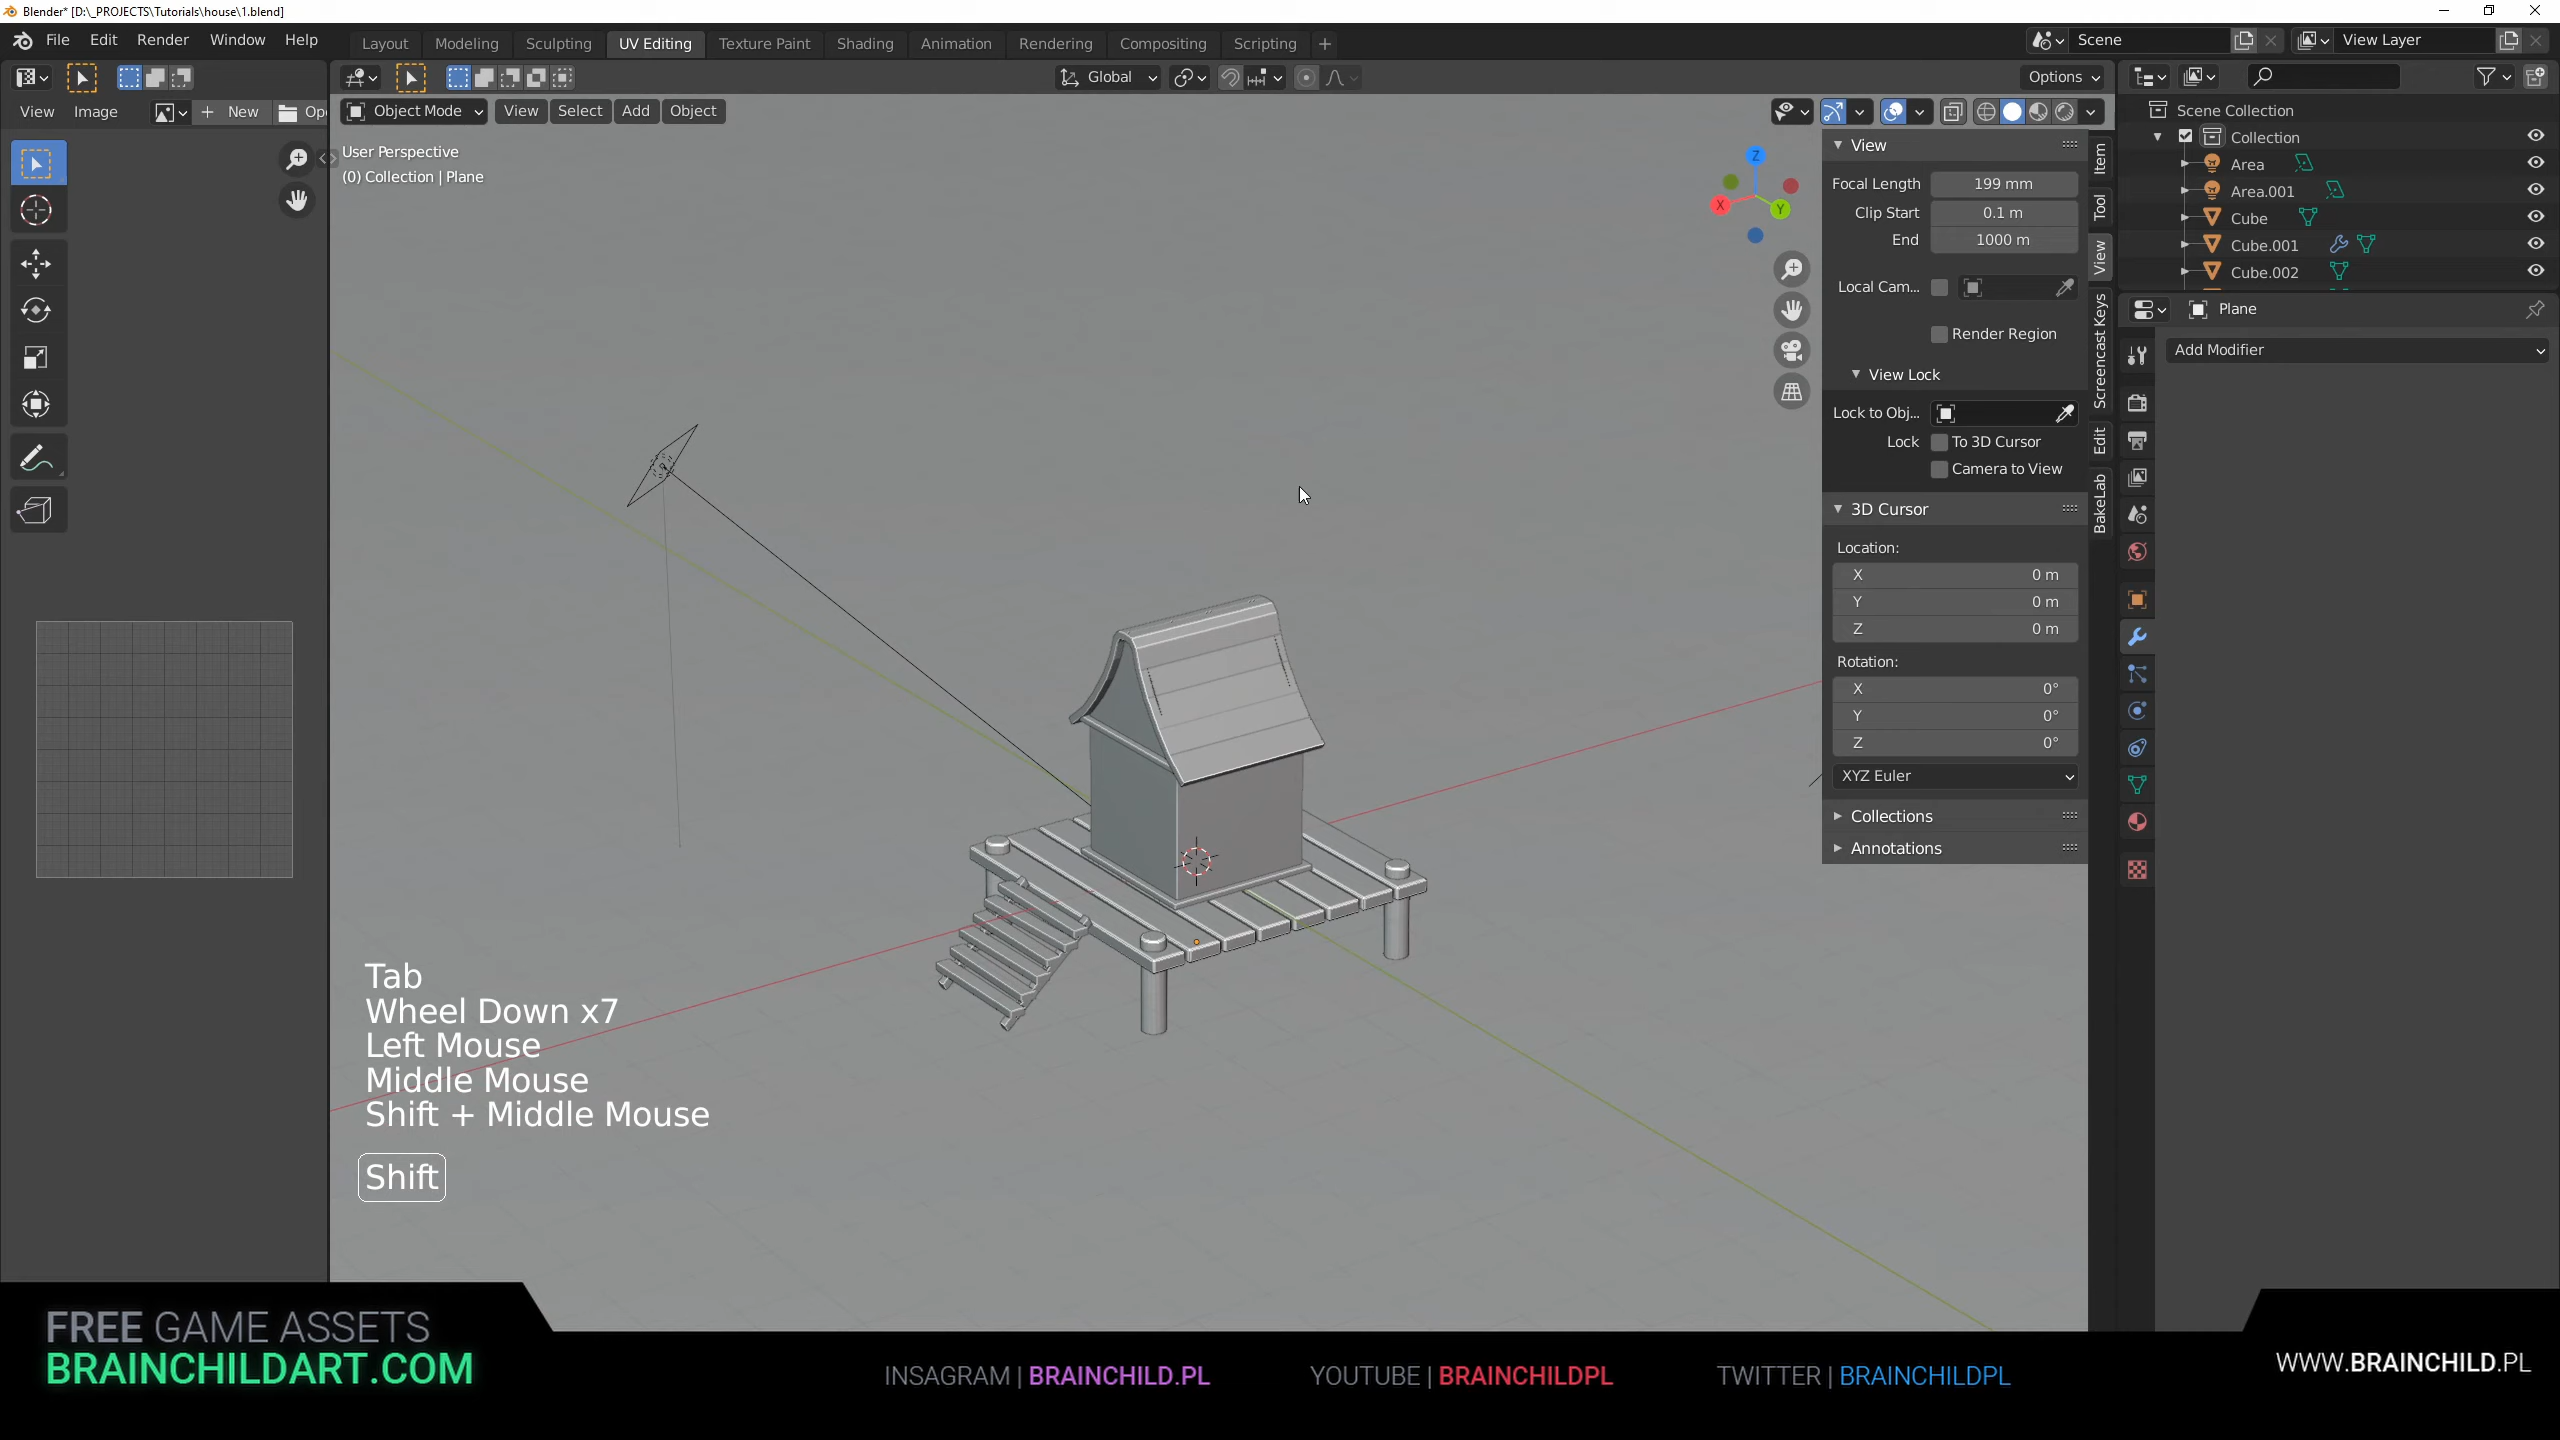 Blender* [D:\_PROJECTS\Tutorials\house\1.blend]
File Edit Render Window Help
Layout Modeling Sculpting UV Editing Texture Paint Shading Animation Rendering Compositing Scripting +
Scene
View Layer
Global
Options
View Image
+ New
Op
Object Mode
View Select Add Object
User Perspective
(0) Collection | Plane
Z
X
Y
View
Focal Length 199 mm
Clip Start 0.1 m
End 1000 m
Local Cam...
Render Region
View Lock
Lock to Obj...
Lock To 3D Cursor
Camera to View
3D Cursor
Location:
X 0 m
Y 0 m
Z 0 m
Rotation:
X 0°
Y 0°
Z 0°
XYZ Euler
Collections
Annotations
Item
Tool
View
Screencast Keys
Edit
BakeLab
Scene Collection
Collection
Area
Area.001
Cube
Cube.001
Cube.002
Plane
Add Modifier
Tab
Wheel Down x7
Left Mouse
Middle Mouse
Shift + Middle Mouse
Shift
FREE GAME ASSETS
BRAINCHILDART.COM
INSAGRAM | BRAINCHILD.PL
YOUTUBE | BRAINCHILDPL
TWITTER | BRAINCHILDPL
WWW.BRAINCHILD.PL